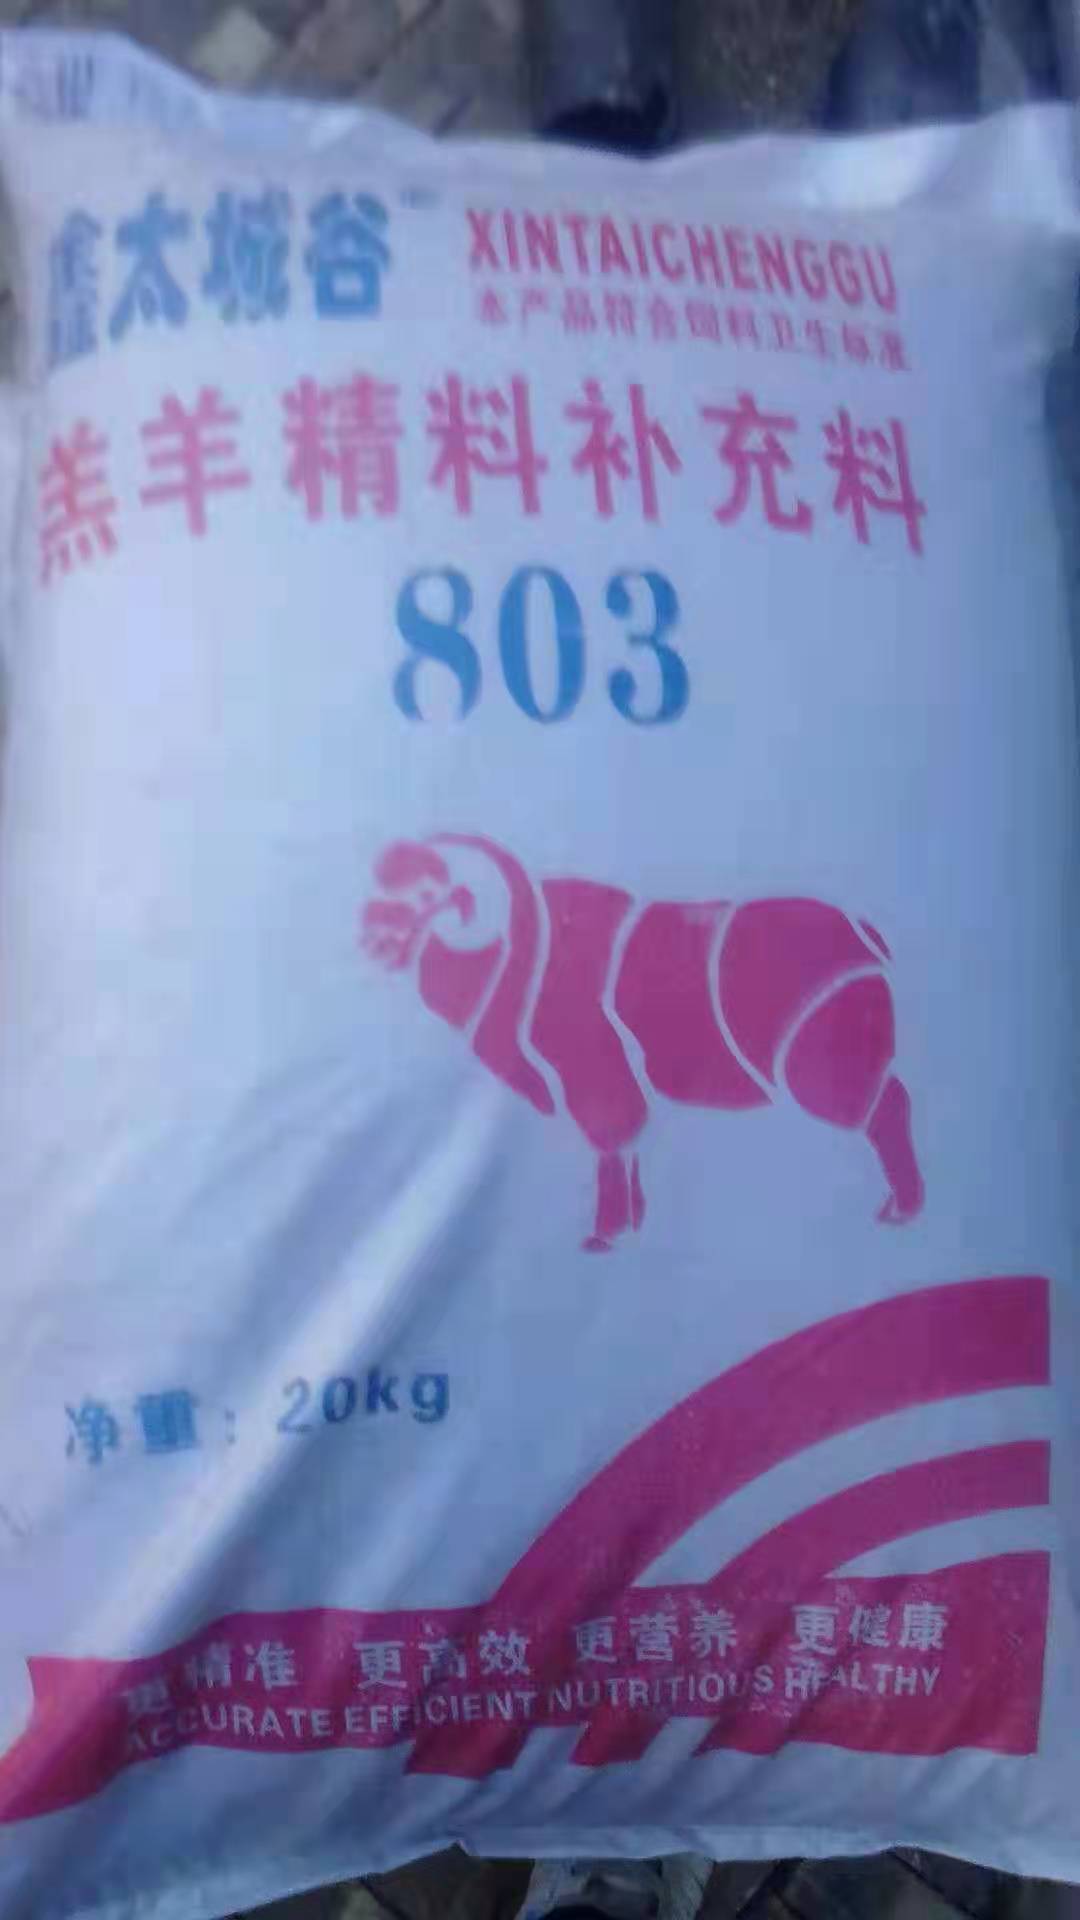 鑫太城谷
XINTAICHENGGU
本产品符合饲料卫生标准
羔羊精料补充料
803
净重：20kg
更精准 更高效 更营养 更健康
ACCURATE EFFICIENT NUTRITIOUS HEALTHY